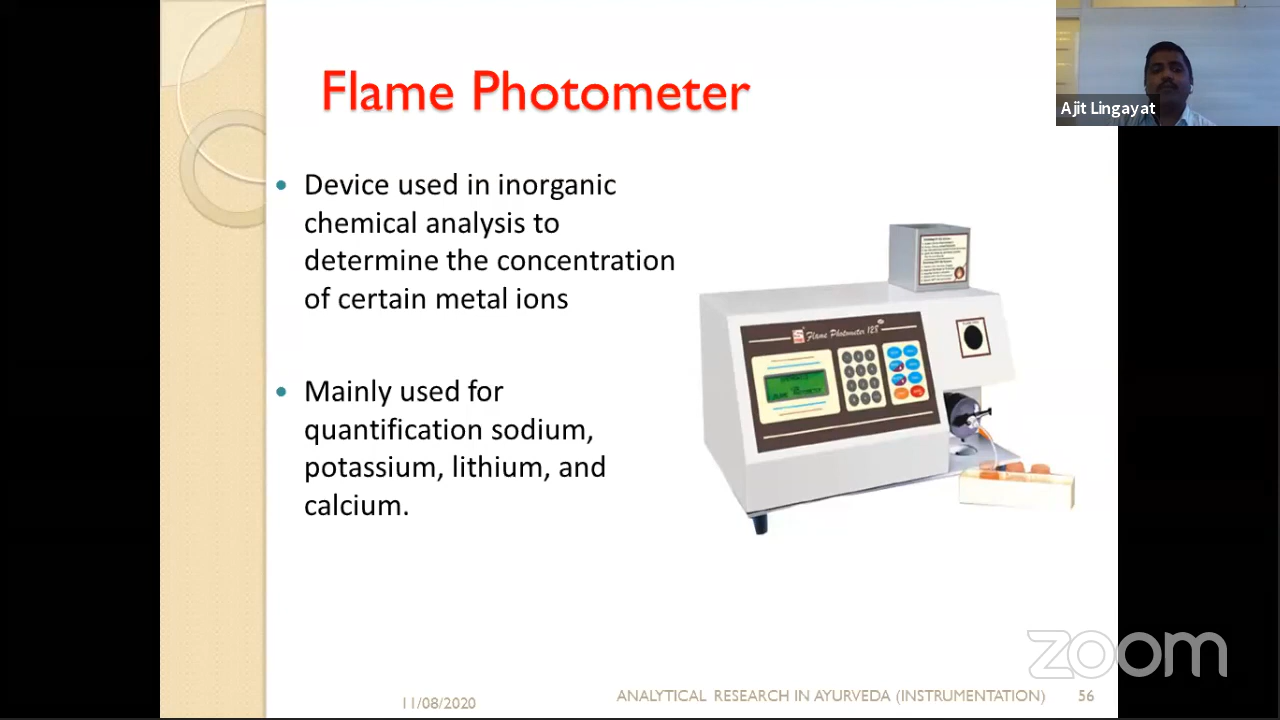 Flame Photometer
Ajit Lingayat
Device used in inorganic
chemical analysis to
determine the concentration
of certain metal ions
Mainly used for
quantification sodium,
potassium, lithium, and
calcium.
Flame Photometer 128
zoom
11/08/2020
ANALYTICAL RESEARCH IN AYURVEDA (INSTRUMENTATION)
56